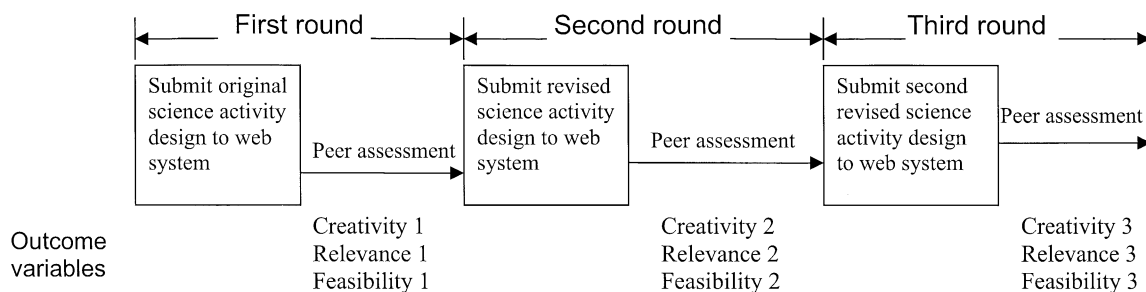 First round
Second round
Third round
Submit original
science activity
design to web
system
Peer assessment
Submit revised
science activity
design to web
system
Peer assessment
Submit second
revised science
activity design
to web system
Peer assessment
Outcome
variables
Creativity 1
Relevance 1
Feasibility 1
Creativity 2
Relevance 2
Feasibility 2
Creativity 3
Relevance 3
Feasibility 3